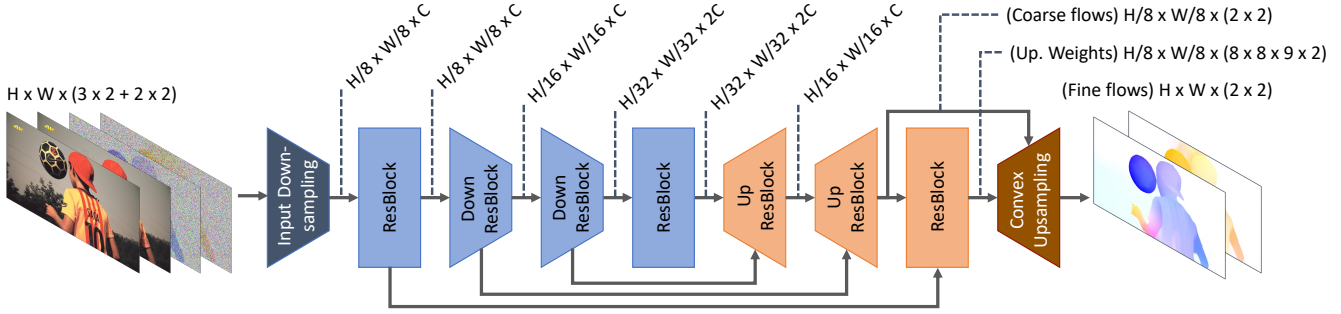 H x W x (3 x 2 + 2 x 2)
Input Down-
sampling
H/8 x W/8 x C
ResBlock
H/8 x W/8 x C
Down
ResBlock
H/16 x W/16 x C
Down
ResBlock
H/32 x W/32 x 2C
ResBlock
H/32 x W/32 x 2C
Up
ResBlock
H/16 x W/16 x C
Up
ResBlock
(Coarse flows) H/8 x W/8 x (2 x 2)
ResBlock
(Up. Weights) H/8 x W/8 x (8 x 8 x 9 x 2)
Convex
Upsampling
(Fine flows) H x W x (2 x 2)